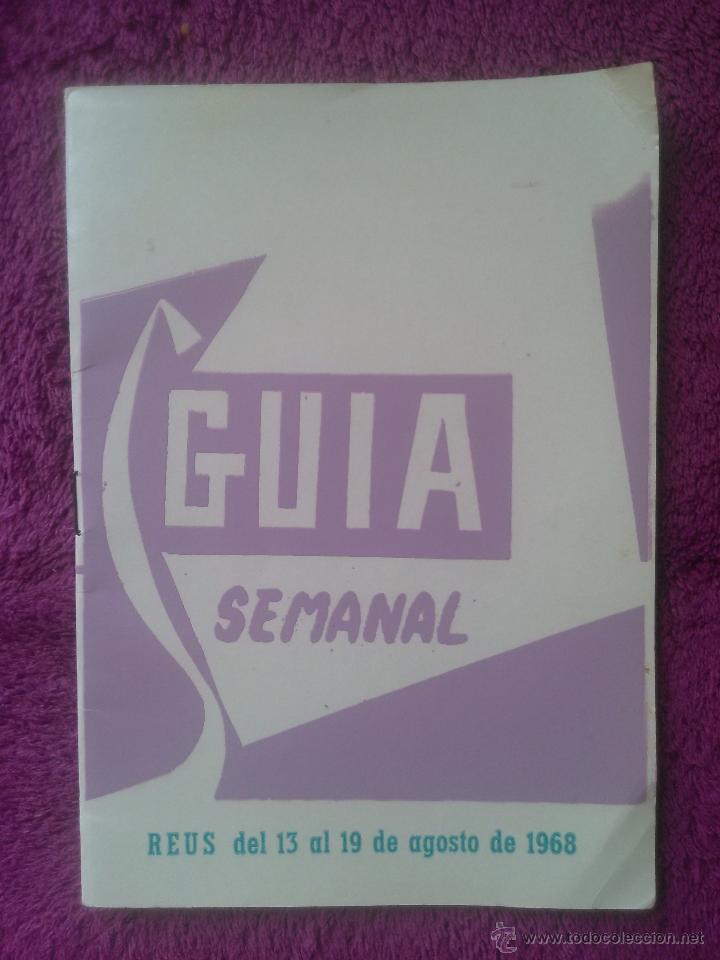 GUIA
SEMANAL
REUS del 13 al 19 de agosto de 1968
© www.todocoleccion.net